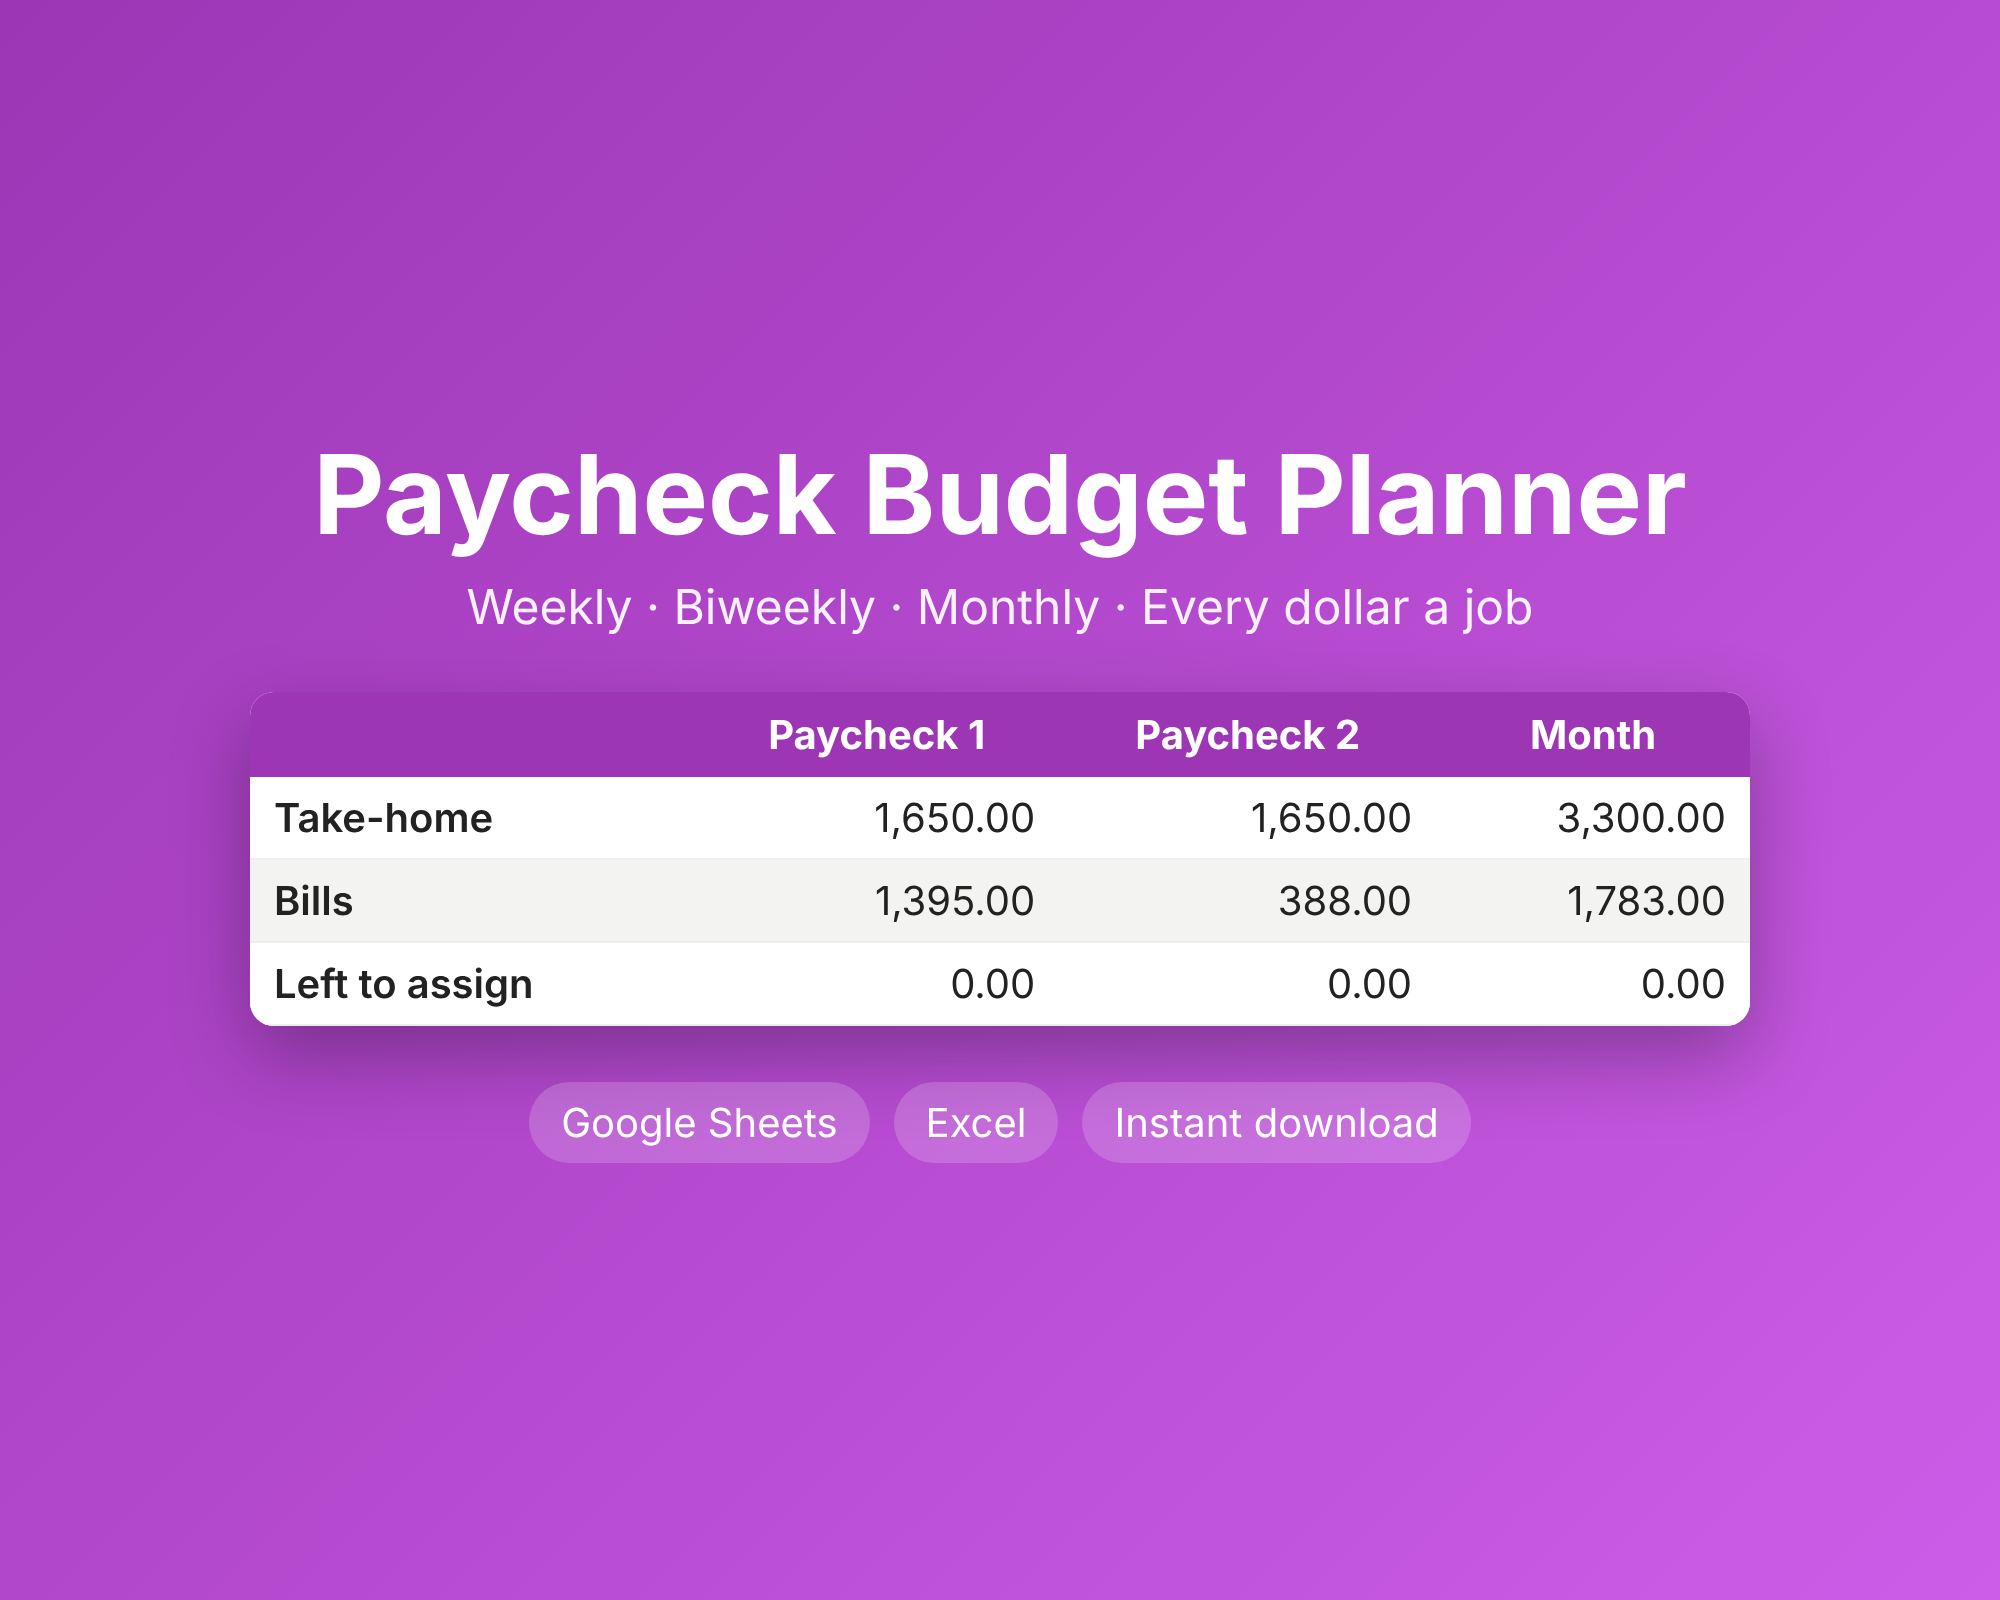 Paycheck Budget Planner
Weekly · Biweekly · Monthly · Every dollar a job
Paycheck 1 Paycheck 2 Month
Take-home 1,650.00 1,650.00 3,300.00
Bills 1,395.00 388.00 1,783.00
Left to assign 0.00 0.00 0.00
Google Sheets Excel Instant download